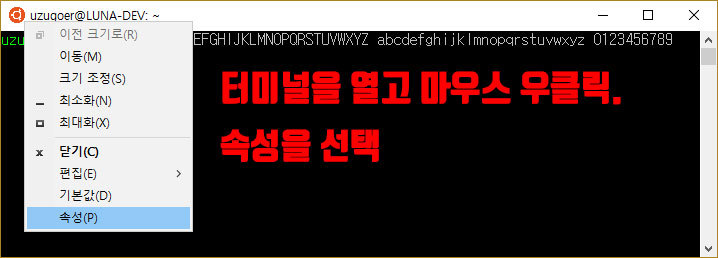 uzugoer@LUNA-DEV: ~
uzu
EFGHIJKLMNOPQRSTUVWXYZ abcdefghijklmnopqrstuvwxyz 0123456789
이전 크기로(R)
이동(M)
크기 조정(S)
최소화(N)
최대화(X)
닫기(C)
편집(E)
기본값(D)
속성(P)
터미널을 열고 마우스 우클릭.
속성을 선택